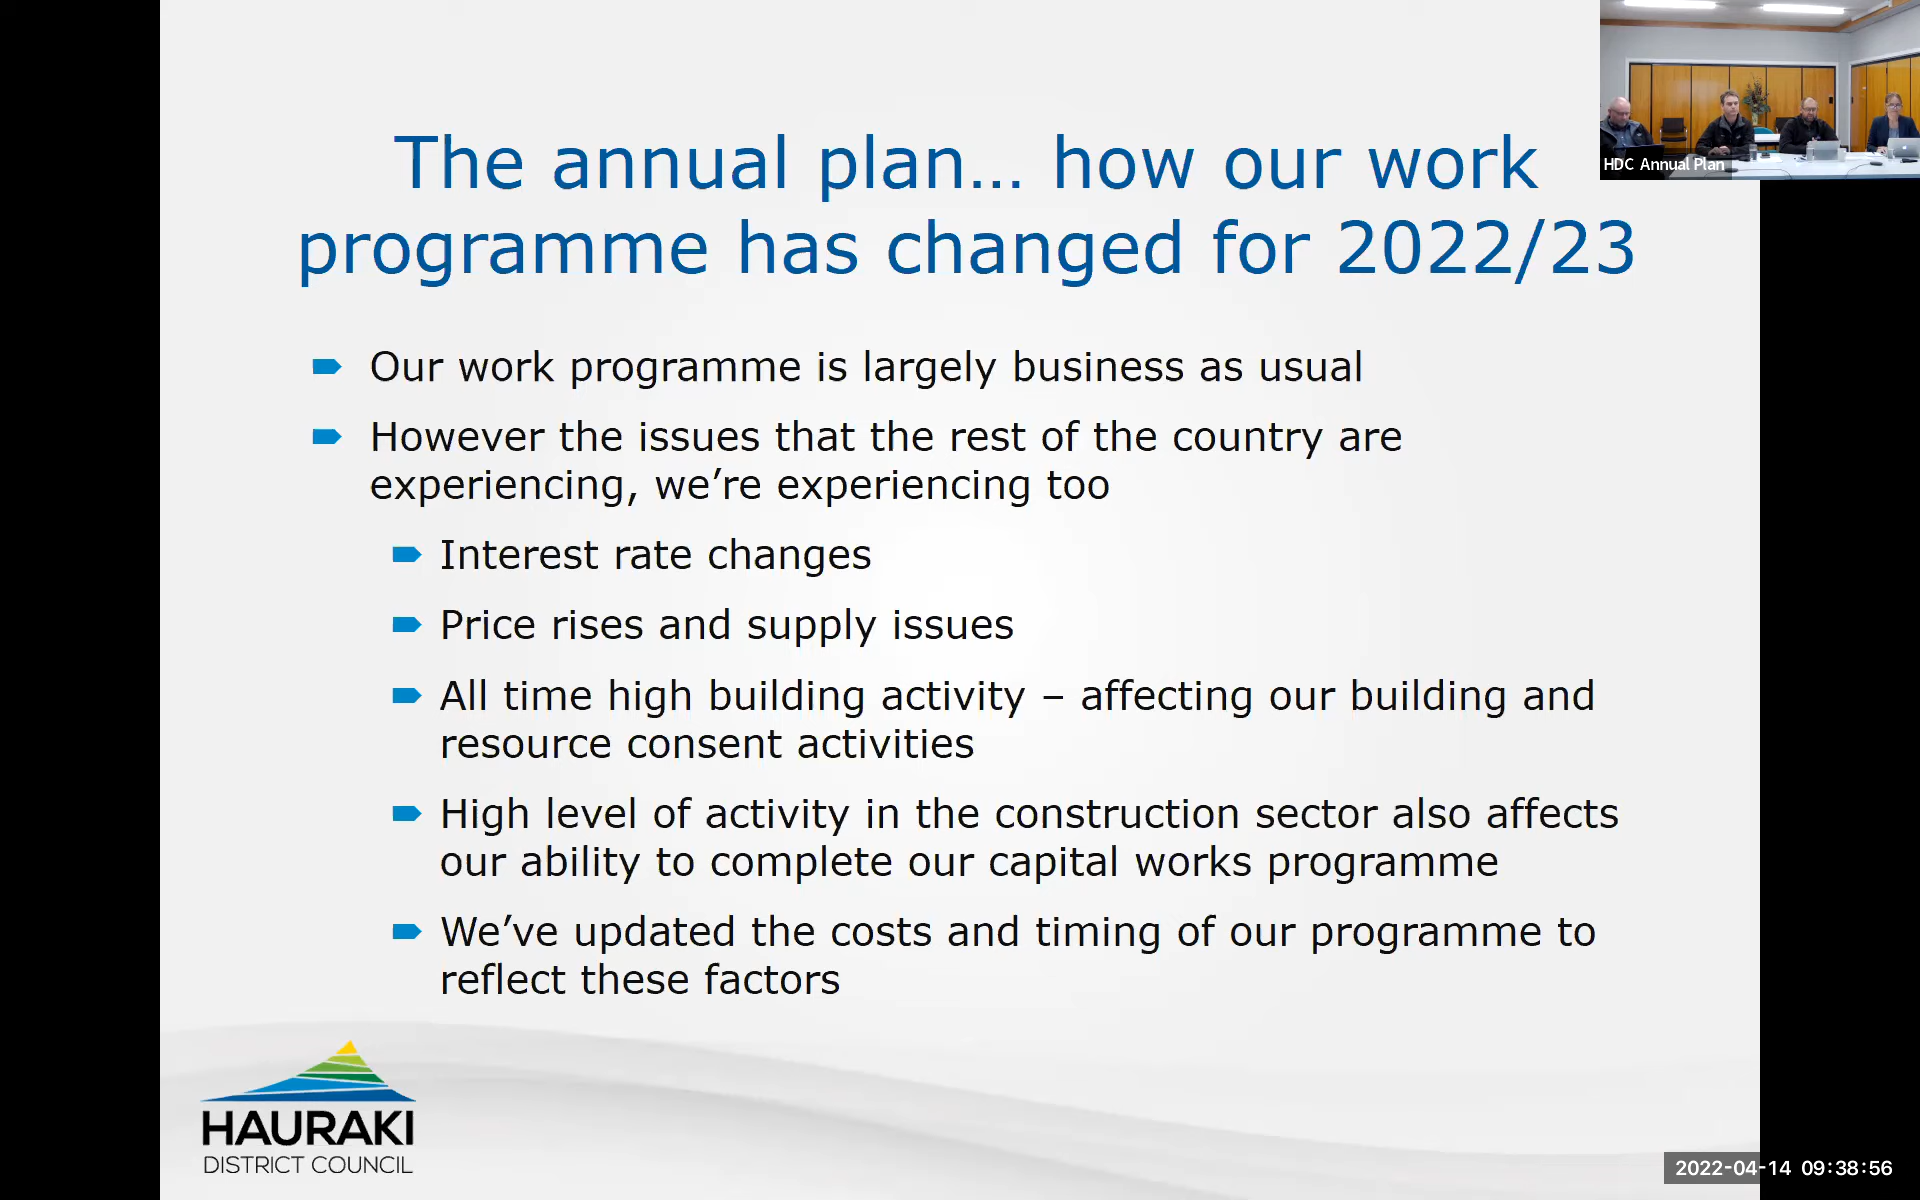 The annual plan... how our work
programme has changed for 2022/23
HDC Annual Plan
Our work programme is largely business as usual
However the issues that the rest of the country are
experiencing, we’re experiencing too
Interest rate changes
Price rises and supply issues
All time high building activity – affecting our building and
resource consent activities
High level of activity in the construction sector also affects
our ability to complete our capital works programme
We’ve updated the costs and timing of our programme to
reflect these factors
HAURAKI
DISTRICT COUNCIL
2022-04-14 09:38:56